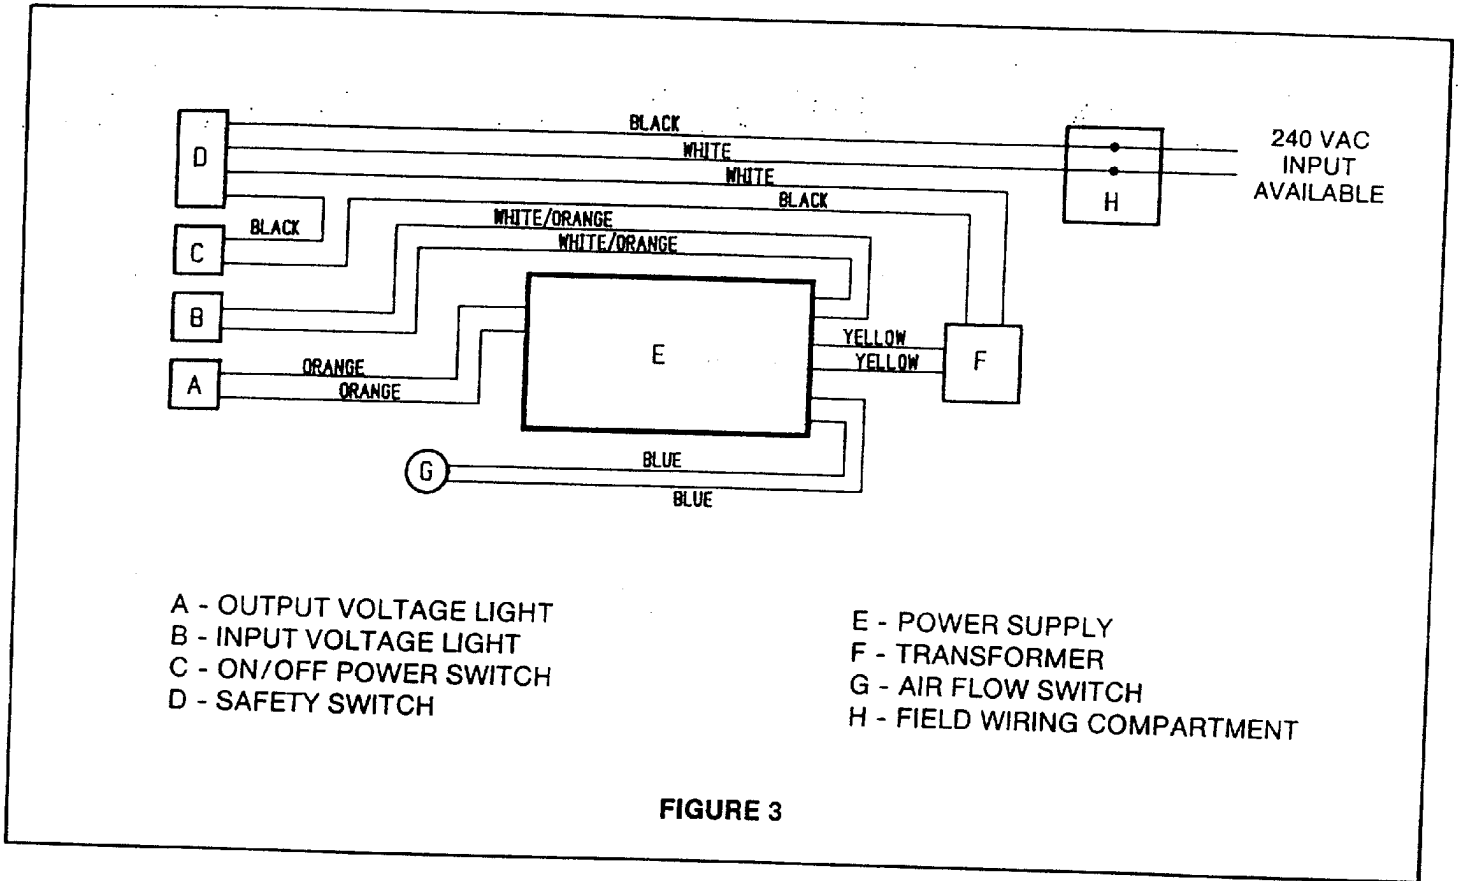 BLACK
WHITE
WHITE
BLACK
240 VAC
INPUT
AVAILABLE
D
H
BLACK
WHITE/ORANGE
WHITE/ORANGE
C
B
E
YELLOW
YELLOW
F
A
ORANGE
ORANGE
G
BLUE
BLUE
A - OUTPUT VOLTAGE LIGHT
B - INPUT VOLTAGE LIGHT
C - ON/OFF POWER SWITCH
D - SAFETY SWITCH
E - POWER SUPPLY
F - TRANSFORMER
G - AIR FLOW SWITCH
H - FIELD WIRING COMPARTMENT
FIGURE 3